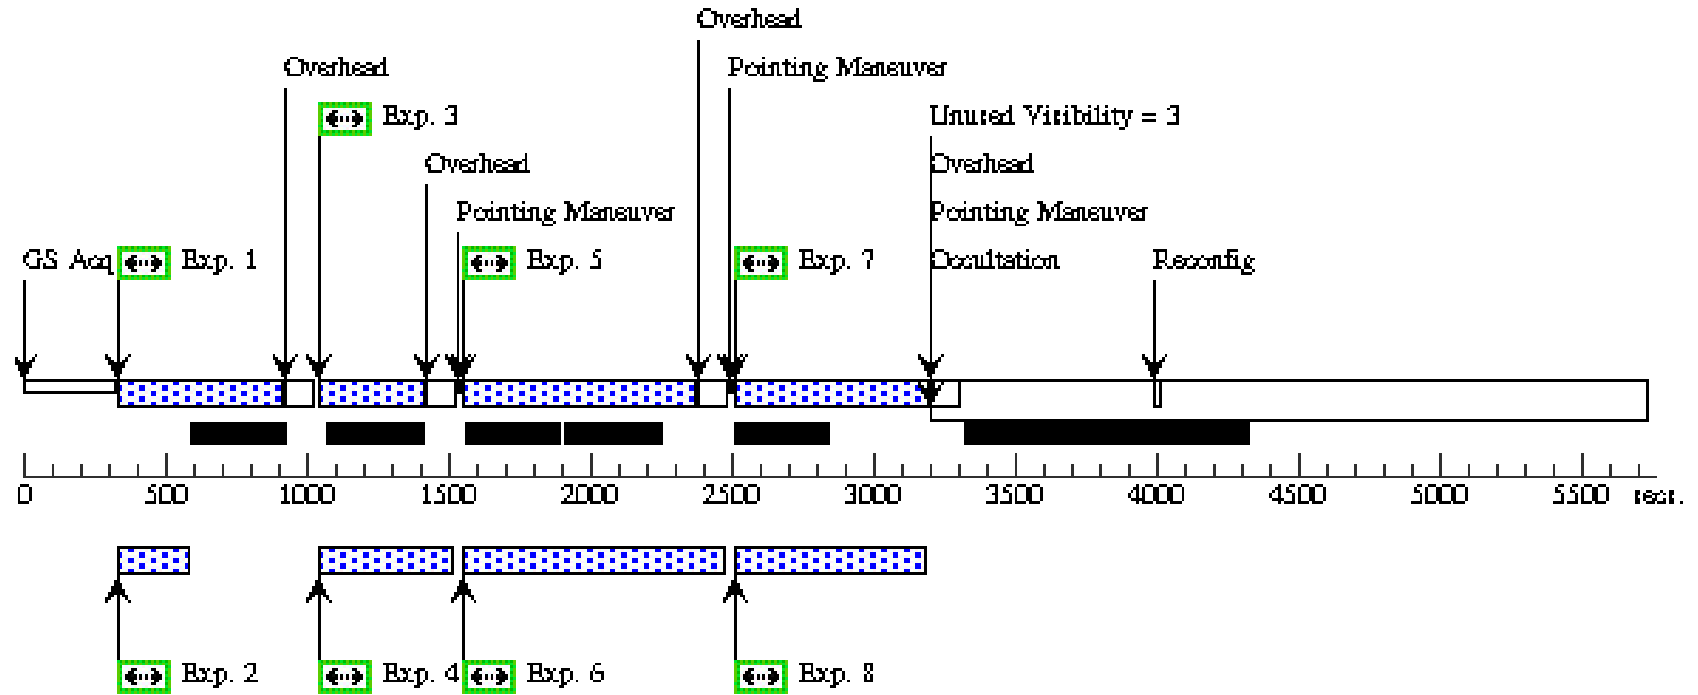 Overhead
Overhead
Pointing Maneuver
Exp. 3
Unused Visibility = 3
Overhead
Overhead
Pointing Maneuver
Pointing Maneuver
GS Acq
Exp. 1
Exp. 5
Exp. 7
Occultation
Reconfig
0 500 1000 1500 2000 2500 3000 3500 4000 4500 5000 5500 secs.
Exp. 2
Exp. 4
Exp. 6
Exp. 8